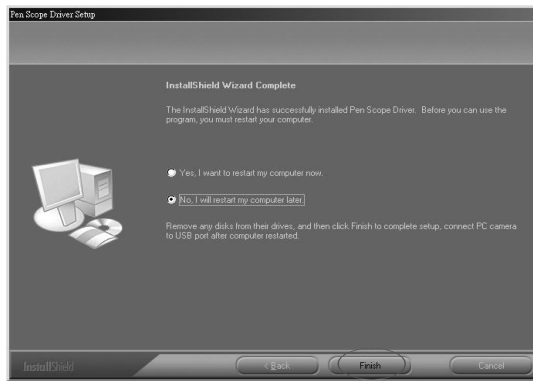 Pen Scope Driver Setup
InstallShield Wizard Complete
The InstallShield Wizard has successfully installed Pen Scope Driver. Before you can use the
program, you must restart your computer.
Yes, I want to restart my computer now.
No, I will restart my computer later.
Remove any disks from their drives, and then click Finish to complete setup, connect PC camera
to USB port after computer restarted.
InstallShield
< Back
Finish
Cancel